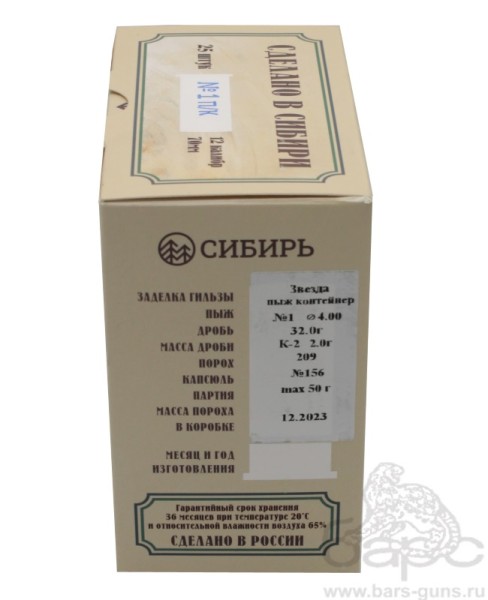 СДЕЛАНО В СИБИРИ
25 штук
№1 П/К
12 калибр
70мм
СИБИРЬ
ЗАДЕЛКА ГИЛЬЗЫ
ПЫЖ
ДРОБЬ
МАССА ДРОБИ
ПОРОХ
КАПСЮЛЬ
ПАРТИЯ
МАССА ПОРОХА
В КОРОБКЕ
МЕСЯЦ И ГОД
ИЗГОТОВЛЕНИЯ
Звезда
пыж контейнер
№1 ⌀4.00
32.0г
К-2 2.0г
209
№156
max 50 г
12.2023
Гарантийный срок хранения
36 месяцев при температуре 20°С
и относительной влажности воздуха 65%
СДЕЛАНО В РОССИИ
Барс
www.bars-guns.ru